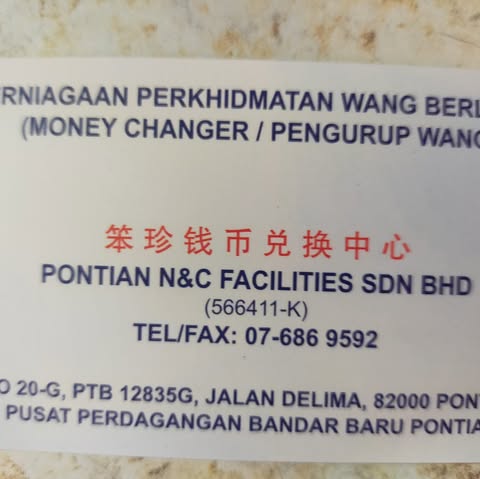 RNIAGAAN PERKHIDMATAN WANG BERL
(MONEY CHANGER / PENGURUP WANG
笨珍钱币兑换中心
PONTIAN N&C FACILITIES SDN BHD
(566411-K)
TEL/FAX: 07-686 9592
O 20-G, PTB 12835G, JALAN DELIMA, 82000 PON
PUSAT PERDAGANGAN BANDAR BARU PONTIA